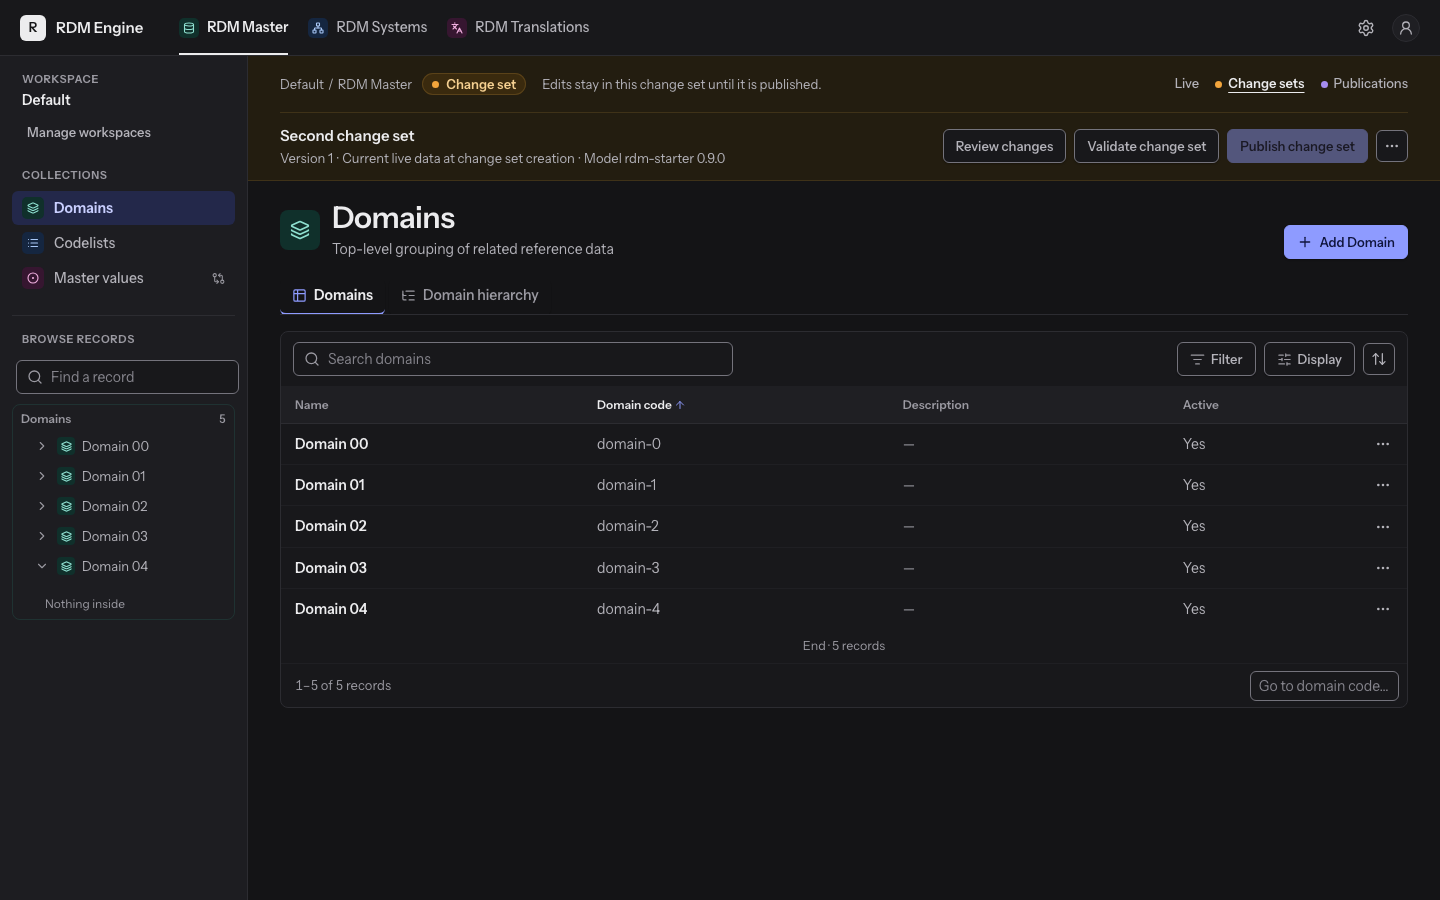 R RDM Engine RDM Master RDM Systems RDM Translations
WORKSPACE
Default
Manage workspaces
COLLECTIONS
Domains
Codelists
Master values
BROWSE RECORDS
Find a record
Domains 5
Domain 00
Domain 01
Domain 02
Domain 03
Domain 04
Nothing inside
Default / RDM Master Change set Edits stay in this change set until it is published. Live Change sets Publications
Second change set
Version 1 · Current live data at change set creation · Model rdm-starter 0.9.0
Review changes Validate change set Publish change set ...
Domains
Top-level grouping of related reference data
+ Add Domain
Domains Domain hierarchy
Search domains Filter Display
Name Domain code ↑ Description Active
Domain 00 domain-0 — Yes ...
Domain 01 domain-1 — Yes ...
Domain 02 domain-2 — Yes ...
Domain 03 domain-3 — Yes ...
Domain 04 domain-4 — Yes ...
End · 5 records
1–5 of 5 records Go to domain code...